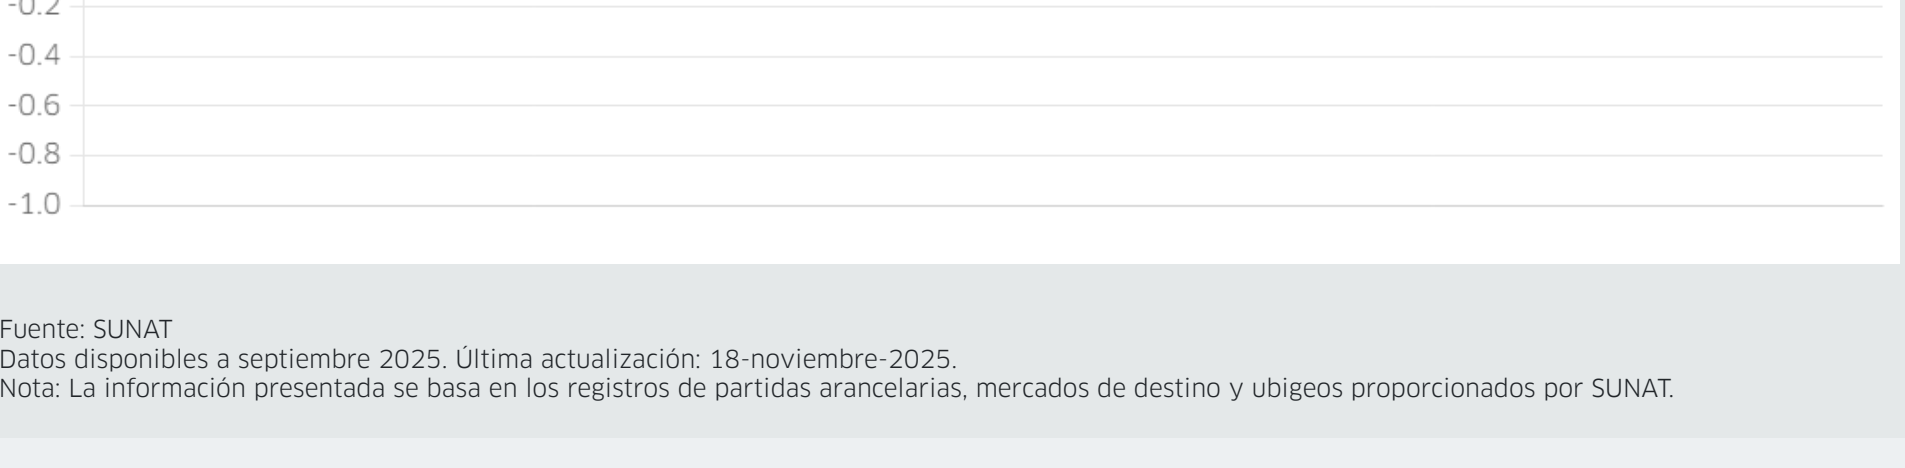 -0.2
-0.4
-0.6
-0.8
-1.0
Fuente: SUNAT
Datos disponibles a septiembre 2025. Última actualización: 18-noviembre-2025.
Nota: La información presentada se basa en los registros de partidas arancelarias, mercados de destino y ubigeos proporcionados por SUNAT.